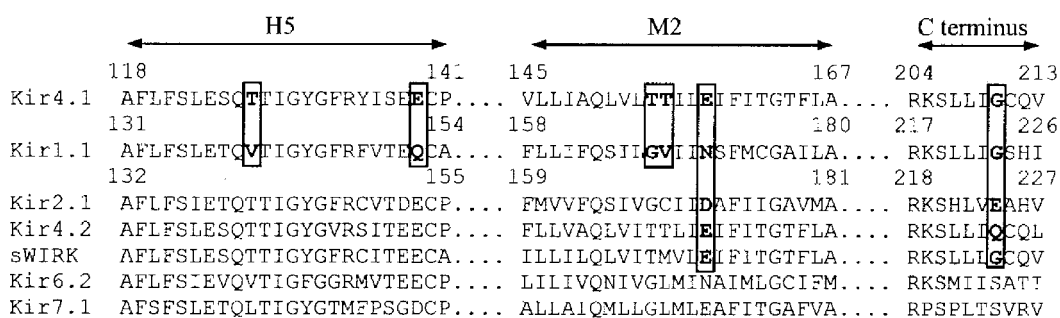 H5 M2 C terminus
118 141 145 167 204 213
Kir4.1 AFLFSLESQTTIGYGFRYISEECP.... VLLIAQLVLTTILEIFITGTFLA.... RKSLLIGCQV
131 154 158 180 217 226
Kir1.1 AFLFSLETQVTIGYGFRFVTEQCA.... FLLIFQSILGVIINSFMCGAILA.... RKSLLIGSHI
132 155 159 181 218 227
Kir2.1 AFLFSIETQTTIGYGFRCVTDECP.... FMVVFQSIVGCIIDAFIIGAVMA.... RKSHLVEAHV
Kir4.2 AFLFSLESQTTIGYGVRSITEECP.... FLLVAQLVITTLIEIFITGTFLA.... RKSLLIQCQL
sWIRK AFLFSLESQTTIGYGFRCITEECA.... ILLILQLVITMVLEIFITGTFLA.... RKSLLLGCQV
Kir6.2 AFLFSIEVQVTIGFGGRMVTEECP.... LILIVQNIVGLMINAIMLGCIFM.... RKSMIISATT
Kir7.1 AFSFSLETQLTIGYGTMFPSGDCP.... ALLAIQMLLGLMLEAFITGAFVA.... RPSPLTSVRV